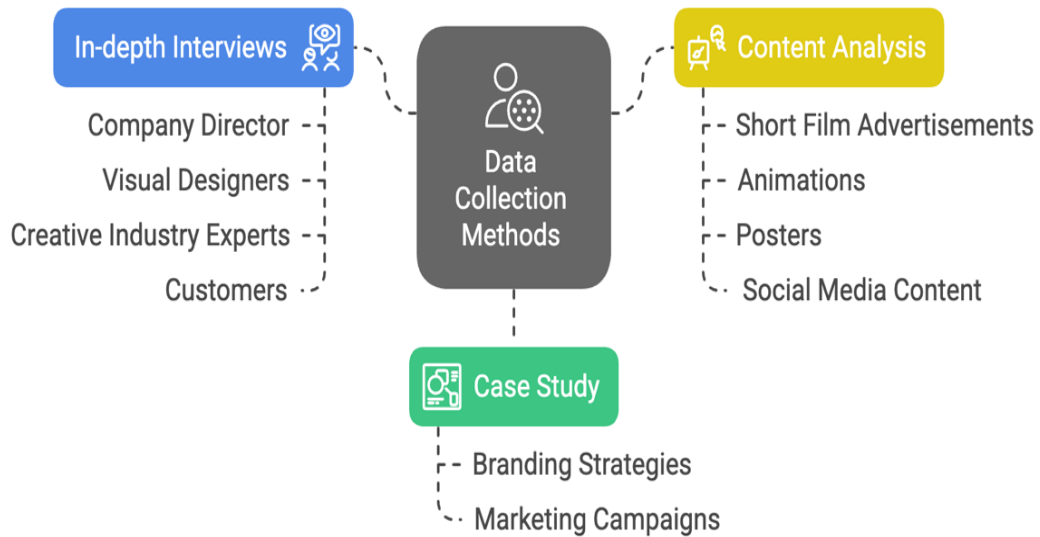 In-depth Interviews
Company Director
Visual Designers
Creative Industry Experts
Customers
Data
Collection
Methods
Content Analysis
Short Film Advertisements
Animations
Posters
Social Media Content
Case Study
Branding Strategies
Marketing Campaigns